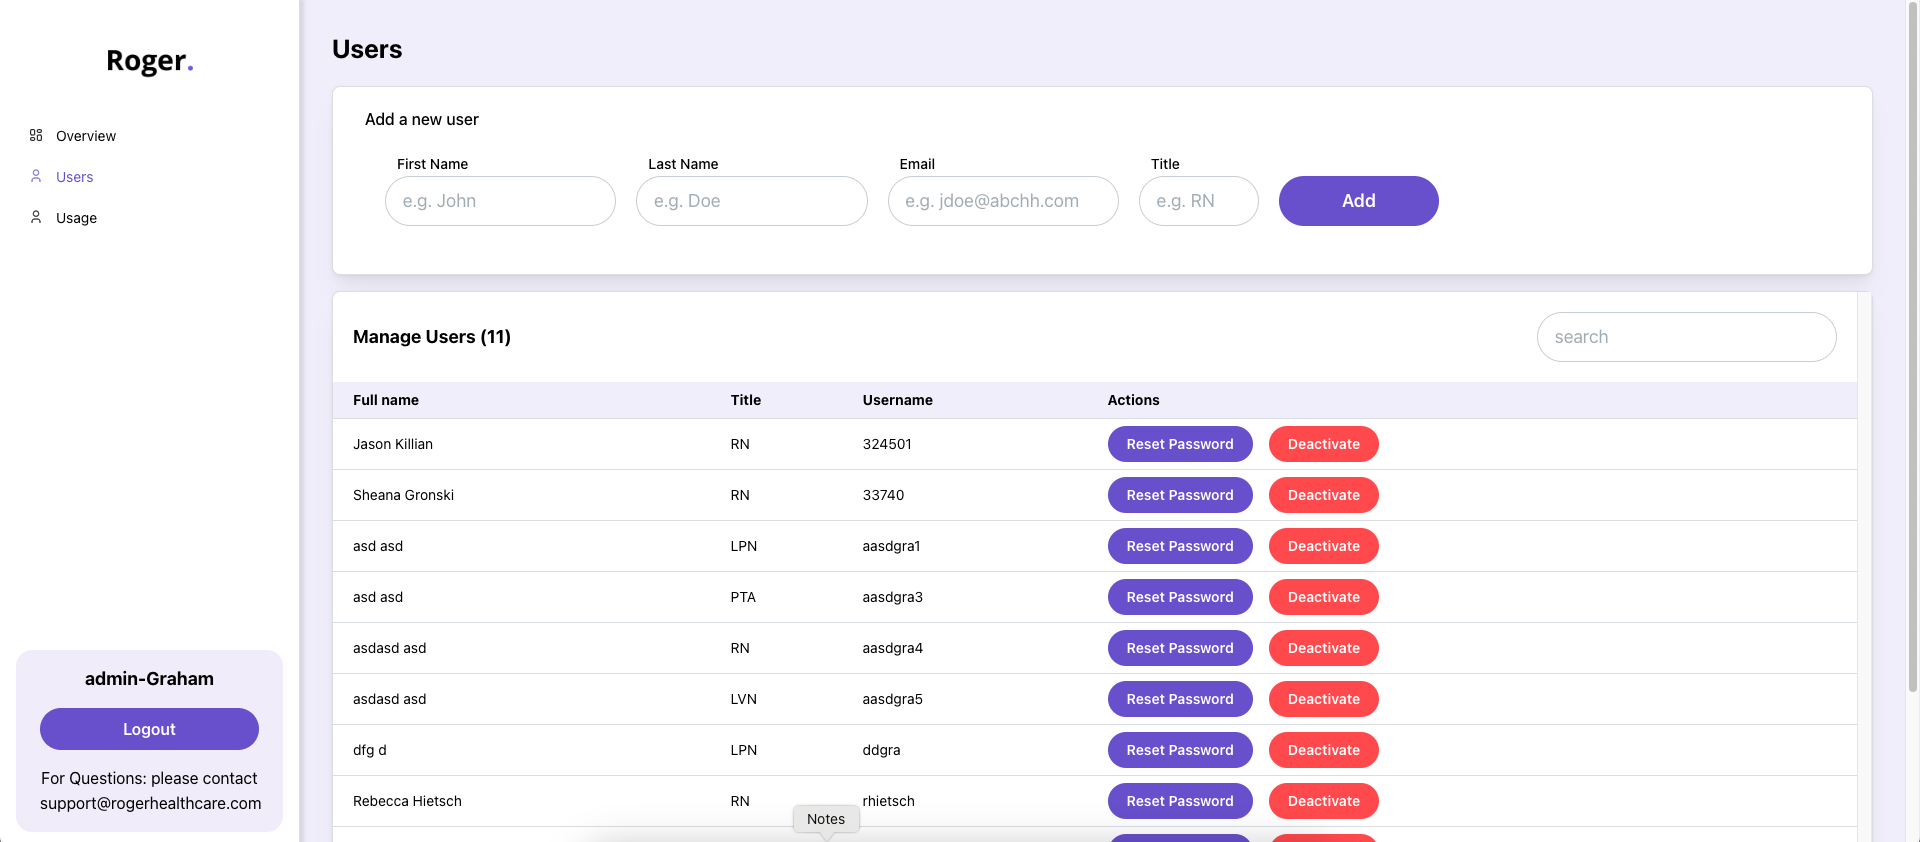 Roger.
Overview
Users
Usage
admin-Graham
Logout
For Questions: please contact
support@rogerhealthcare.com
Users
Add a new user
First Name Last Name Email Title
e.g. John e.g. Doe e.g. jdoe@abchh.com e.g. RN Add
Manage Users (11) search
Full name Title Username Actions
Jason Killian RN 324501 Reset Password Deactivate
Sheana Gronski RN 33740 Reset Password Deactivate
asd asd LPN aasdgra1 Reset Password Deactivate
asd asd PTA aasdgra3 Reset Password Deactivate
asdasd asd RN aasdgra4 Reset Password Deactivate
asdasd asd LVN aasdgra5 Reset Password Deactivate
dfg d LPN ddgra Reset Password Deactivate
Rebecca Hietsch RN rhietsch Reset Password Deactivate
Notes